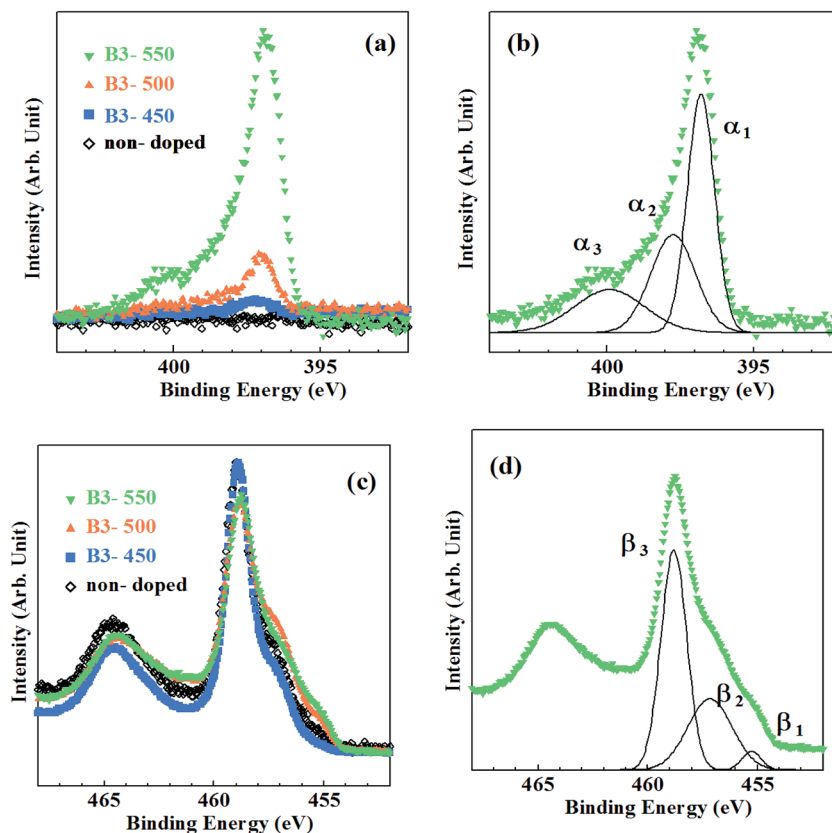 (a)
B3- 550
B3- 500
B3- 450
non- doped
Intensity (Arb. Unit)
400
395
Binding Energy (eV)
(b)
α1
α2
α3
Intensity (Arb. Unit)
400
395
Binding Energy (eV)
(c)
B3- 550
B3- 500
B3- 450
non- doped
Intensity (Arb. Unit)
465
460
455
Binding Energy (eV)
(d)
β3
β2
β1
Intensity (Arb. Unit)
465
460
455
Binding Energy (eV)